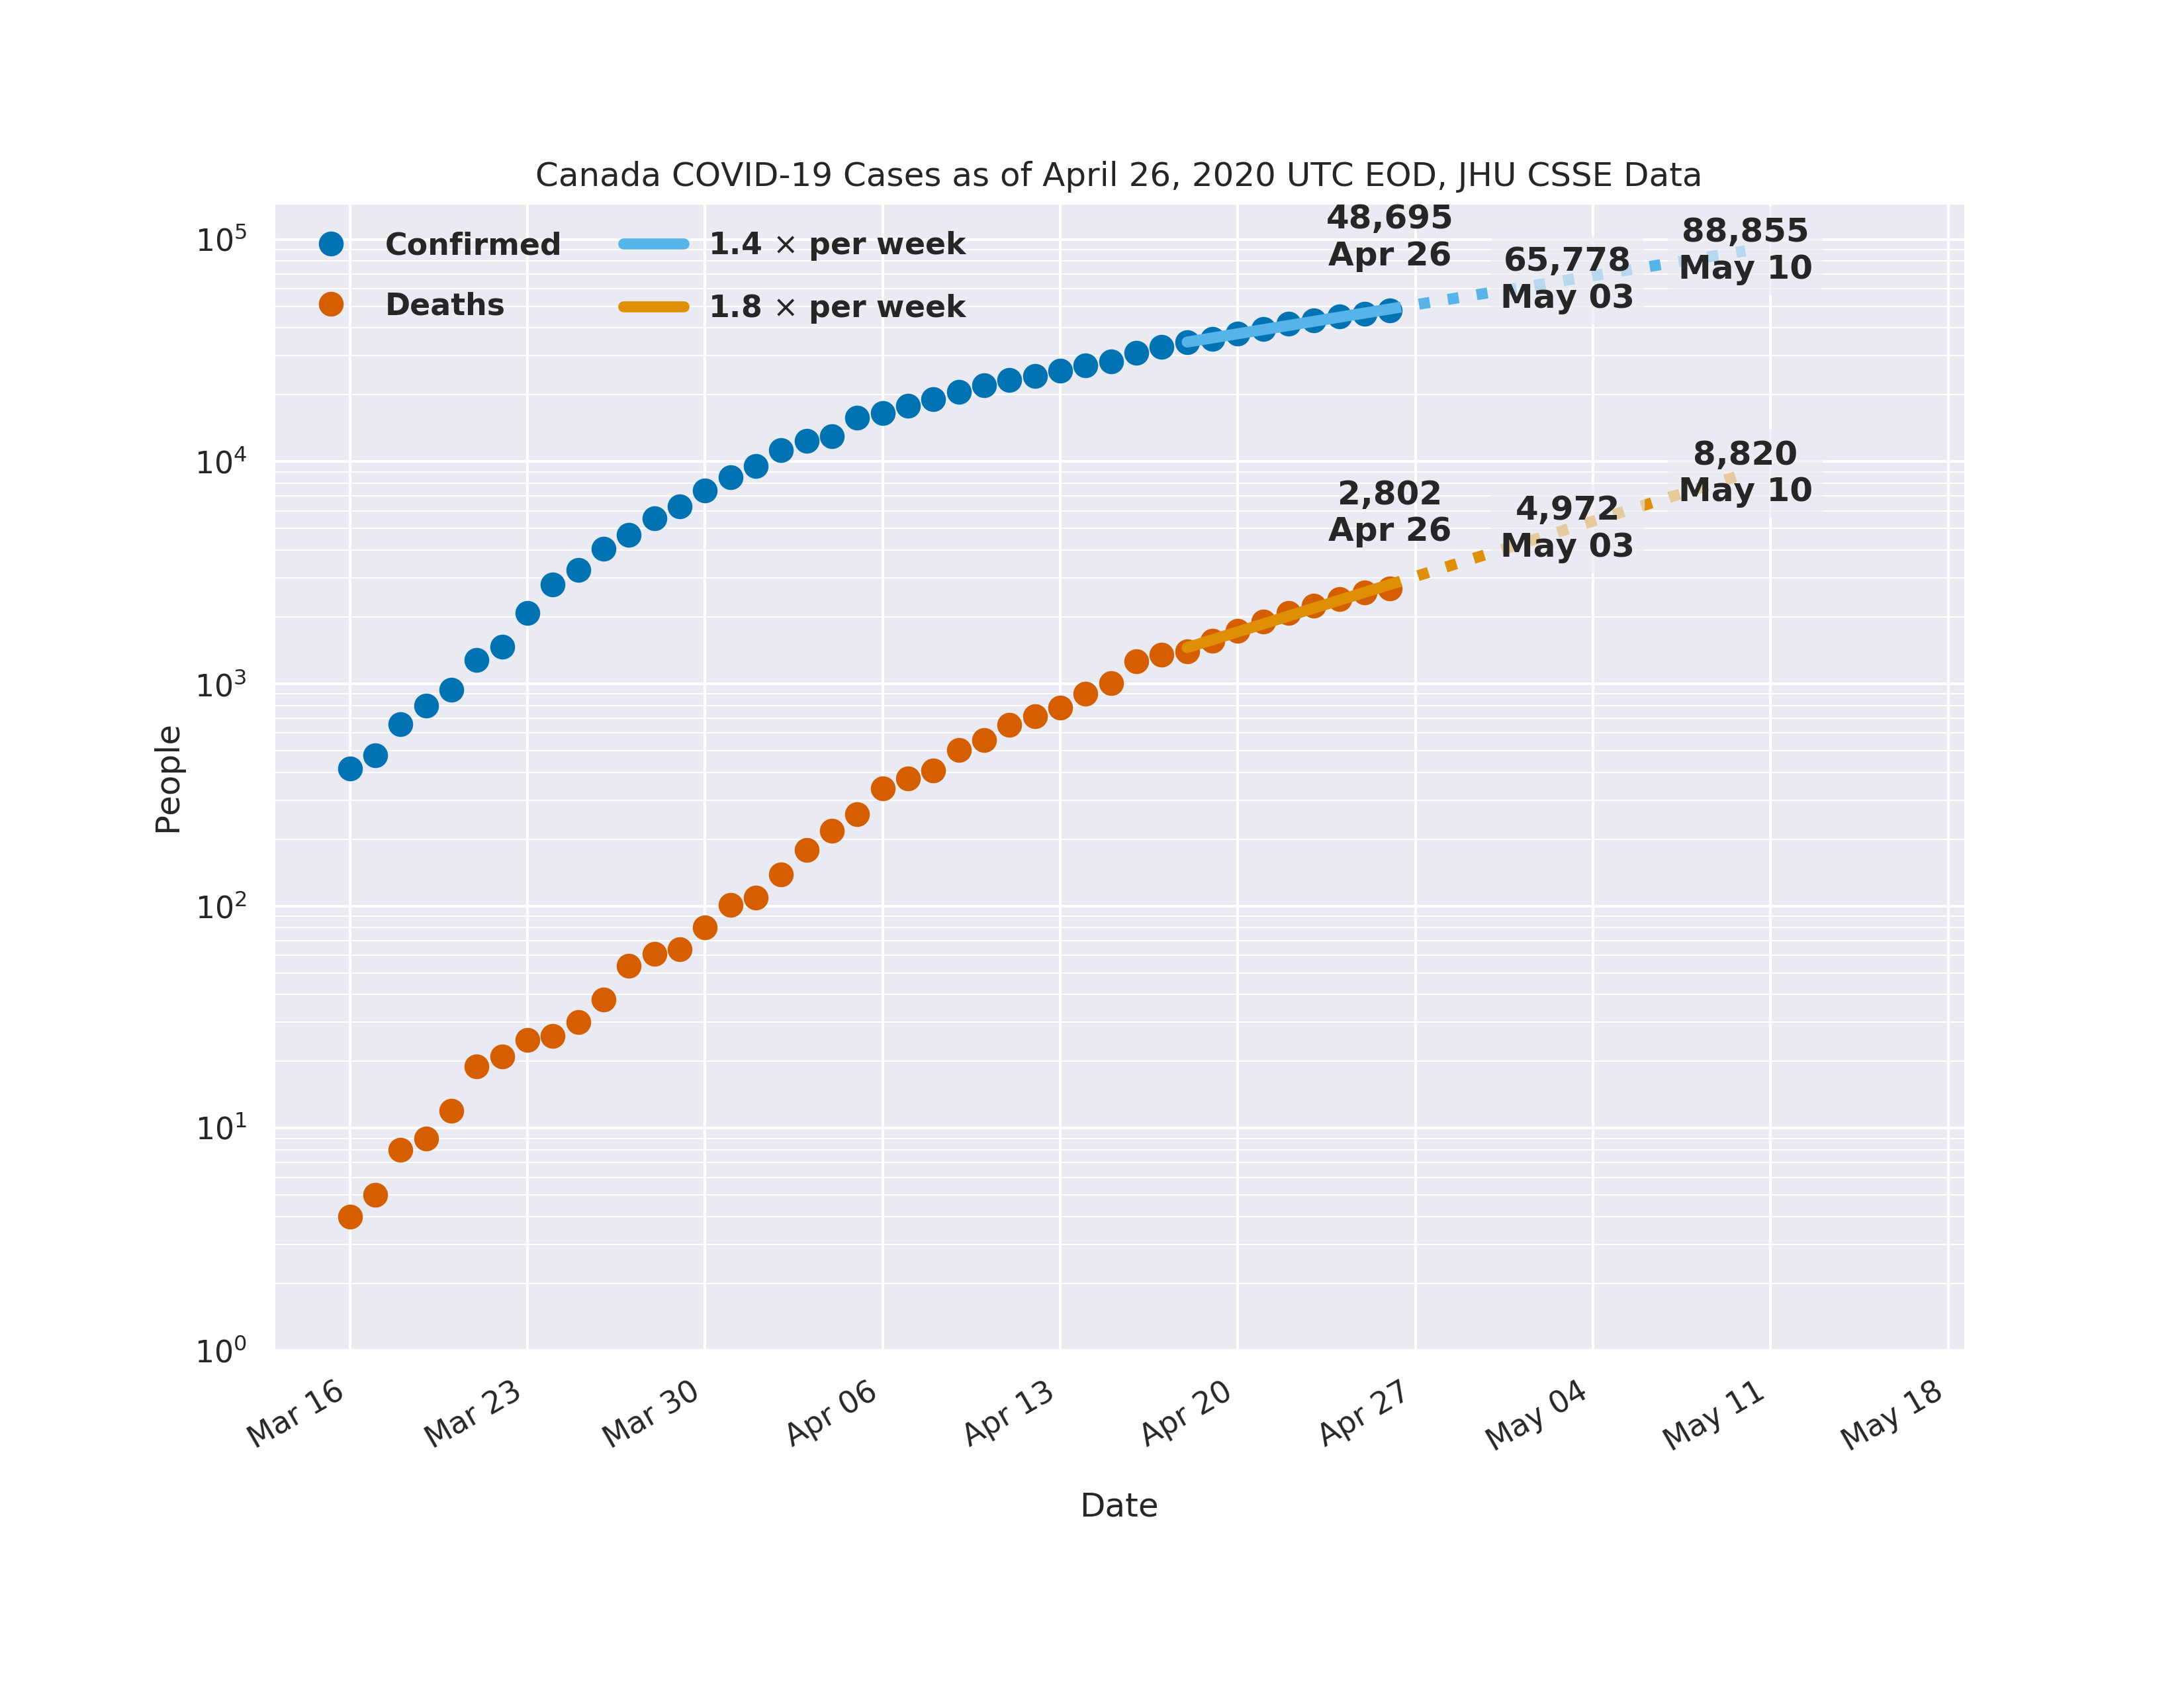 Canada COVID-19 Cases as of April 26, 2020 UTC EOD, JHU CSSE Data
Confirmed
Deaths
1.4 × per week
1.8 × per week
48,695
Apr 26
65,778
May 03
88,855
May 10
2,802
Apr 26
4,972
May 03
8,820
May 10
People
10⁵
10⁴
10³
10²
10¹
10⁰
Mar 16
Mar 23
Mar 30
Apr 06
Apr 13
Apr 20
Apr 27
May 04
May 11
May 18
Date